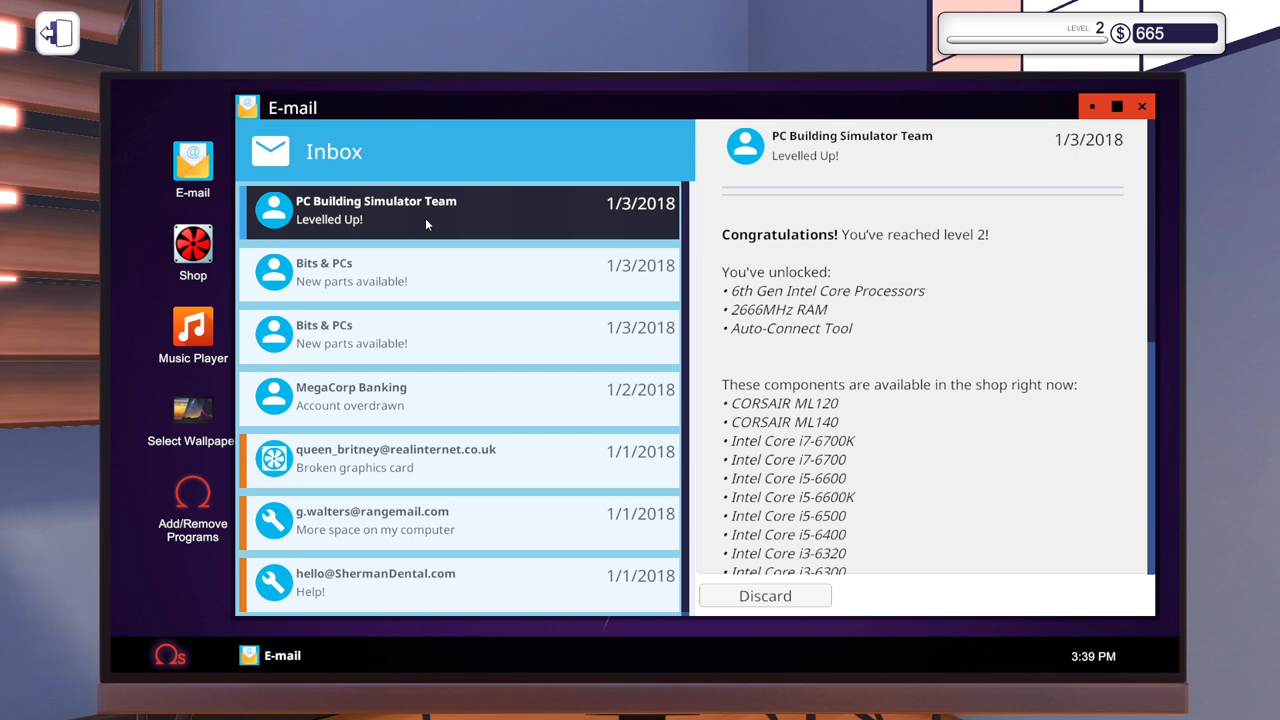 LEVEL 2 $ 665
E-mail
Inbox
PC Building Simulator Team
Levelled Up!
1/3/2018
Bits & PCs
New parts available!
1/3/2018
Bits & PCs
New parts available!
1/3/2018
MegaCorp Banking
Account overdrawn
1/2/2018
queen_britney@realinternet.co.uk
Broken graphics card
1/1/2018
g.walters@rangemail.com
More space on my computer
1/1/2018
hello@ShermanDental.com
Help!
1/1/2018
PC Building Simulator Team
Levelled Up!
1/3/2018
Congratulations! You've reached level 2!
You've unlocked:
• 6th Gen Intel Core Processors
• 2666MHz RAM
• Auto-Connect Tool
These components are available in the shop right now:
• CORSAIR ML120
• CORSAIR ML140
• Intel Core i7-6700K
• Intel Core i7-6700
• Intel Core i5-6600
• Intel Core i5-6600K
• Intel Core i5-6500
• Intel Core i5-6400
• Intel Core i3-6320
• Intel Core i3-6300
Discard
E-mail
Shop
Music Player
Select Wallpape
Add/Remove
Programs
Ωs
E-mail
3:39 PM